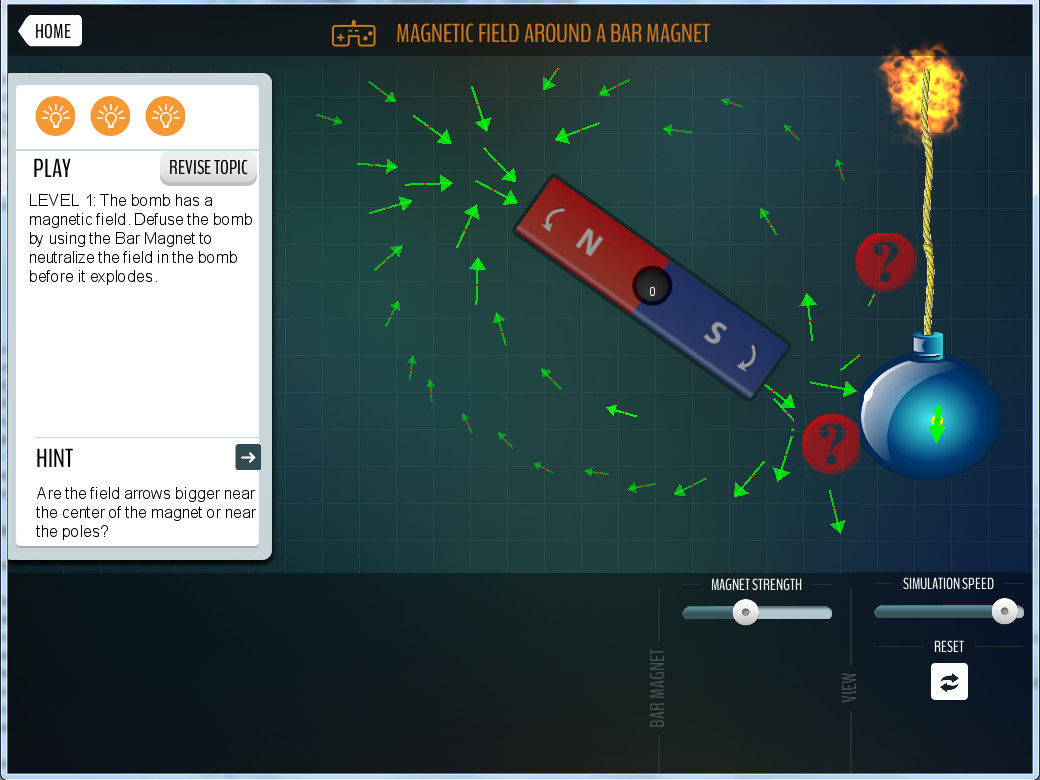 HOME
MAGNETIC FIELD AROUND A BAR MAGNET
PLAY
REVISE TOPIC
LEVEL 1: The bomb has a
magnetic field. Defuse the bomb
by using the Bar Magnet to
neutralize the field in the bomb
before it explodes.
HINT
Are the field arrows bigger near
the center of the magnet or near
the poles?
N
0
S
?
?
MAGNET STRENGTH
SIMULATION SPEED
RESET
BAR MAGNET
VIEW